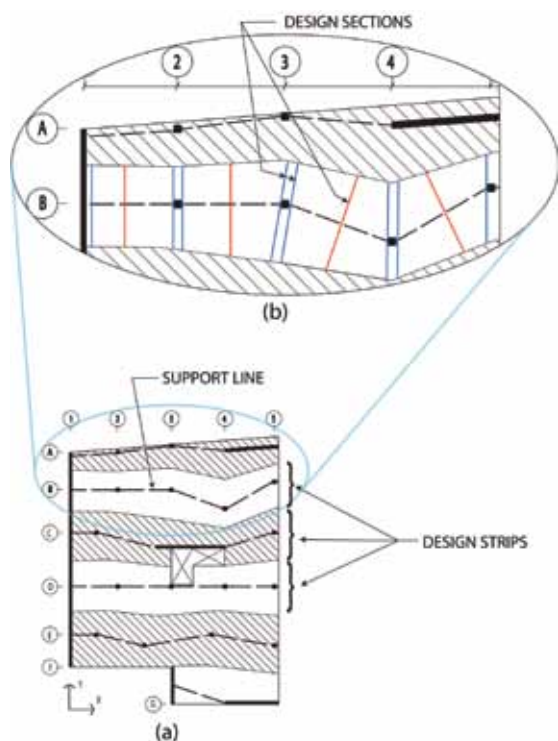 DESIGN SECTIONS
2 3 4
A
B
(b)
SUPPORT LINE
1 2 3 4 5
A
B
C
D
DESIGN STRIPS
E
F
G
Y
X
(a)